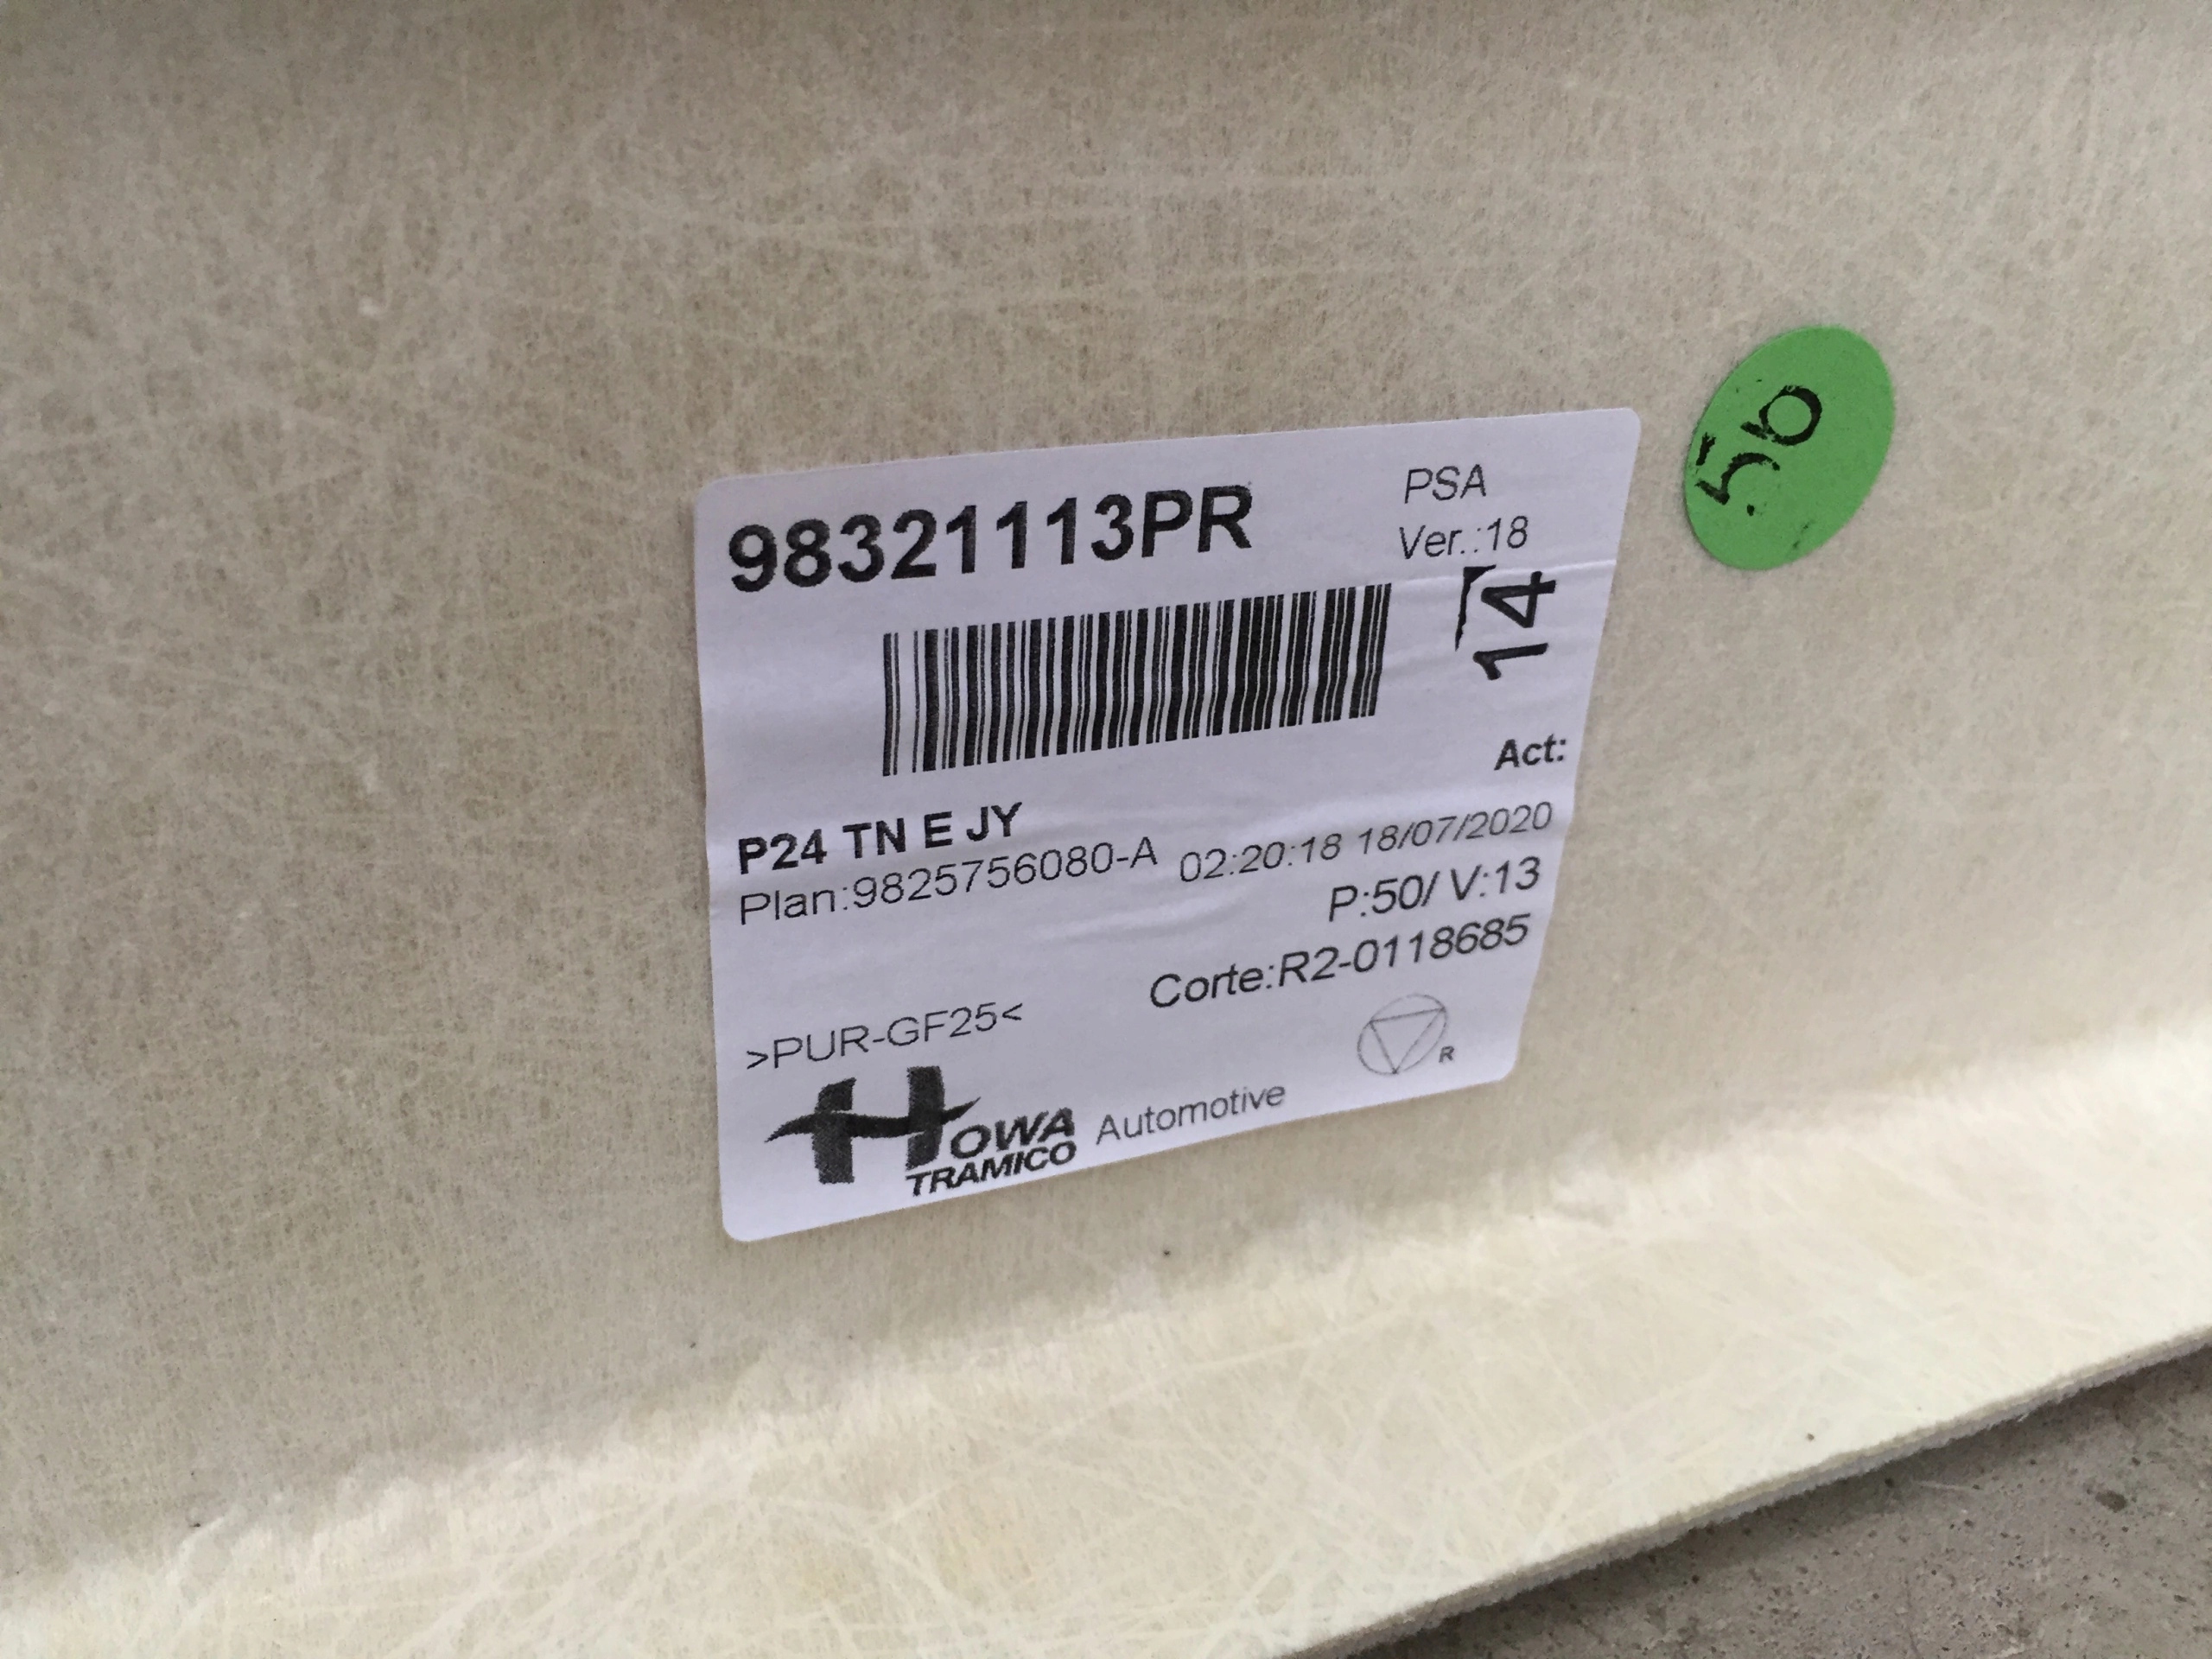 98321113PR
PSA
Ver.:18
14
Act:
P24 TN E JY
Plan:9825756080-A 02:20:18 18/07/2020
P:50/ V:13
Corte:R2-0118685
>PUR-GF25<
R
HOWA
TRAMICO
Automotive
50